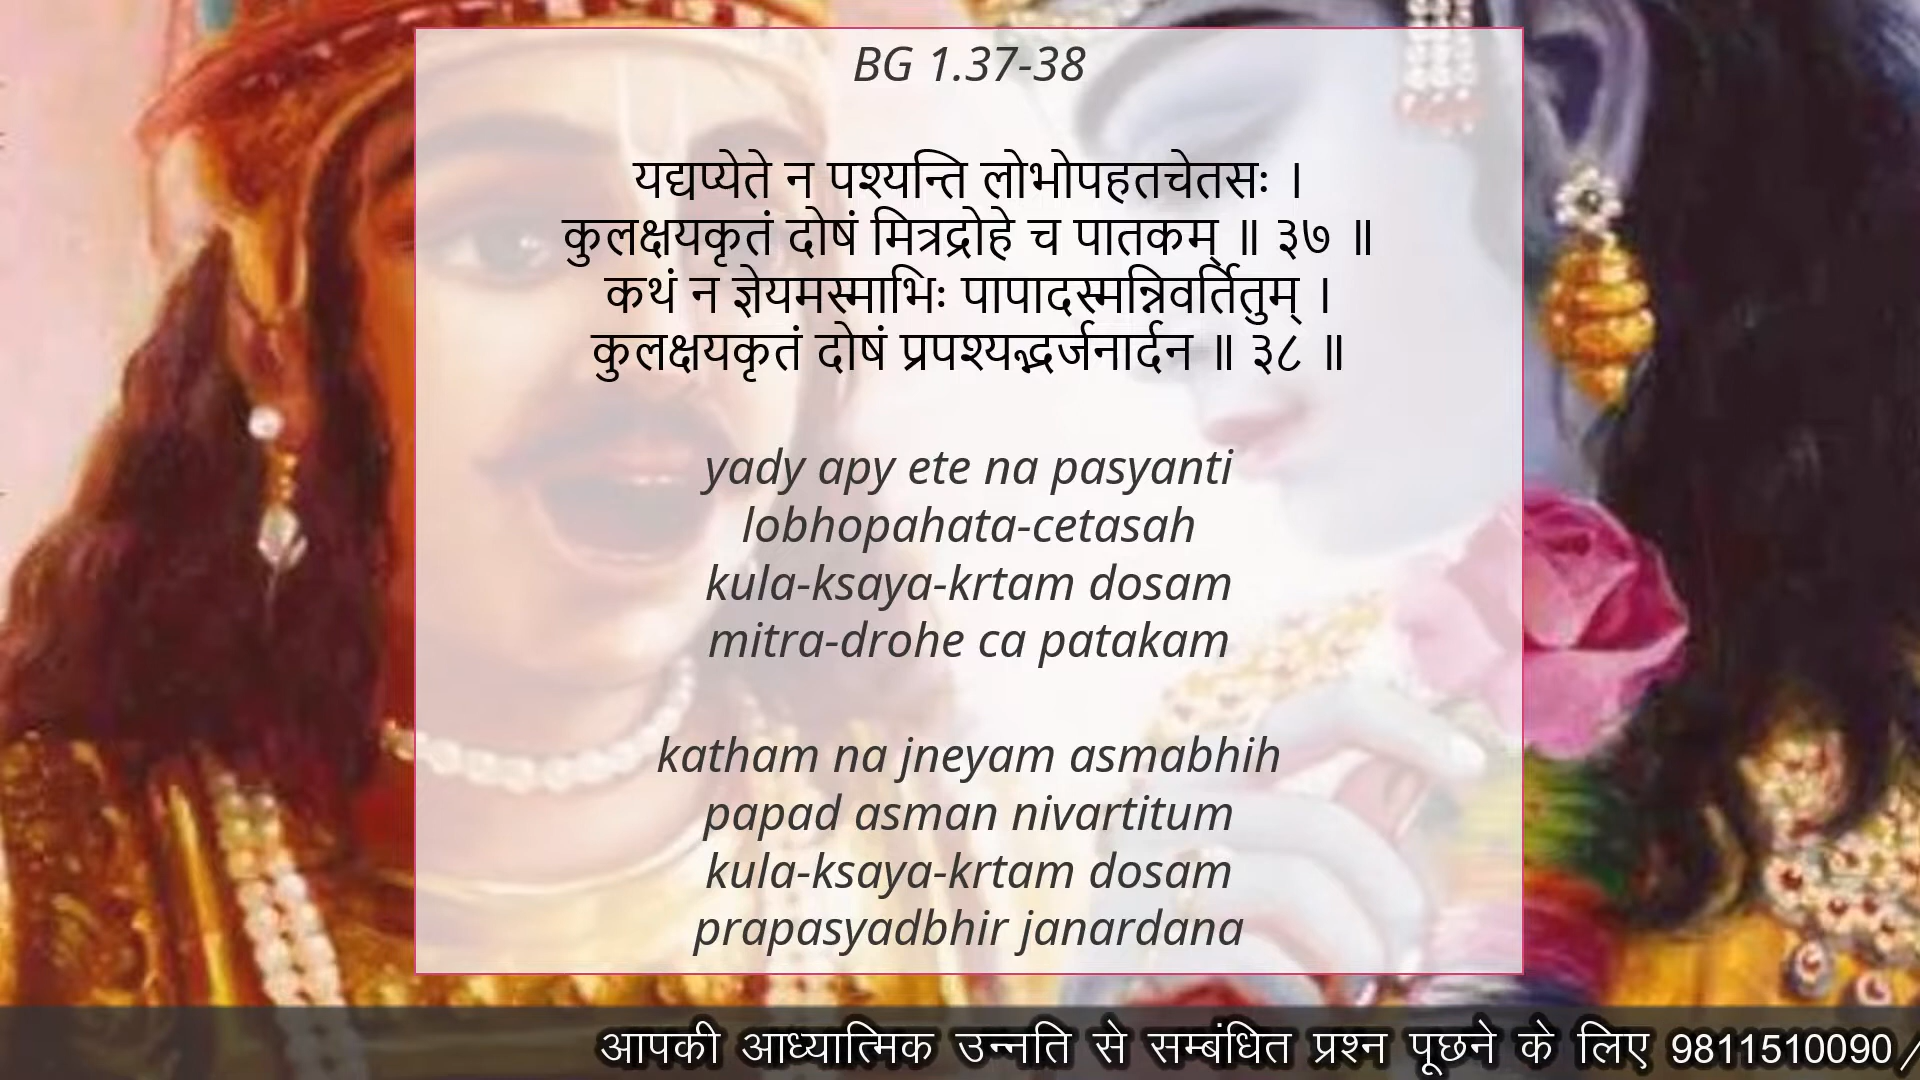 BG 1.37-38
यद्यप्येते न पश्यन्ति लोभोपहतचेतसः ।
कुलक्षयकृतं दोषं मित्रद्रोहे च पातकम् ॥ ३७ ॥
कथं न ज्ञेयमस्माभिः पापादस्मान्निवर्तितुम् ।
कुलक्षयकृतं दोषं प्रपश्यद्भर्जनार्दन ॥ ३८ ॥
yady apy ete na pasyanti
lobhopahata-cetasah
kula-ksaya-krtam dosam
mitra-drohe ca patakam
katham na jneyam asmabhih
papad asman nivartitum
kula-ksaya-krtam dosam
prapasyadbhir janardana
आपकी आध्यात्मिक उन्नति से सम्बंधित प्रश्न पूछने के लिए 9811510090 /